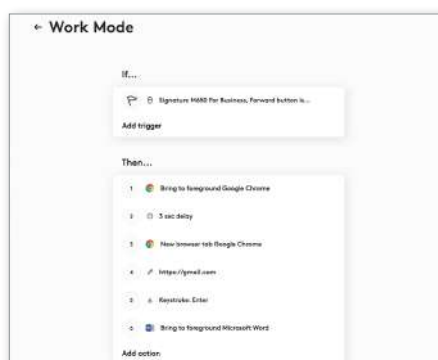 ← Work Mode
If...
Signature M650 For Business, Forward button is...
Add trigger
Then...
1 Bring to foreground Google Chrome
2 3 sec delay
3 New browser tab Google Chrome
4 https://gmail.com
5 Keystroke: Enter
6 Bring to foreground Microsoft Word
Add action